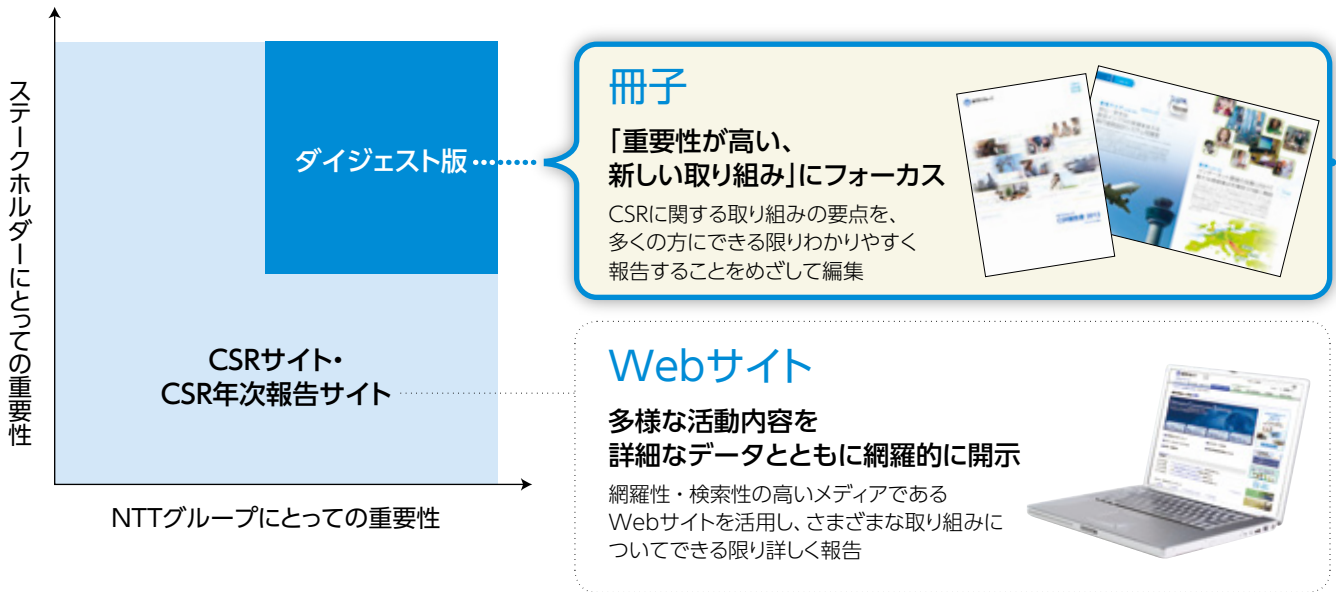 ステークホルダーにとっての重要性
ダイジェスト版
CSRサイト・
CSR年次報告サイト
NTTグループにとっての重要性
冊子
「重要性が高い、
新しい取り組み」にフォーカス
CSRに関する取り組みの要点を、
多くの方にできる限りわかりやすく
報告することをめざして編集
Webサイト
多様な活動内容を
詳細なデータとともに網羅的に開示
網羅性・検索性の高いメディアである
Webサイトを活用し、さまざまな取り組みに
ついてできる限り詳しく報告